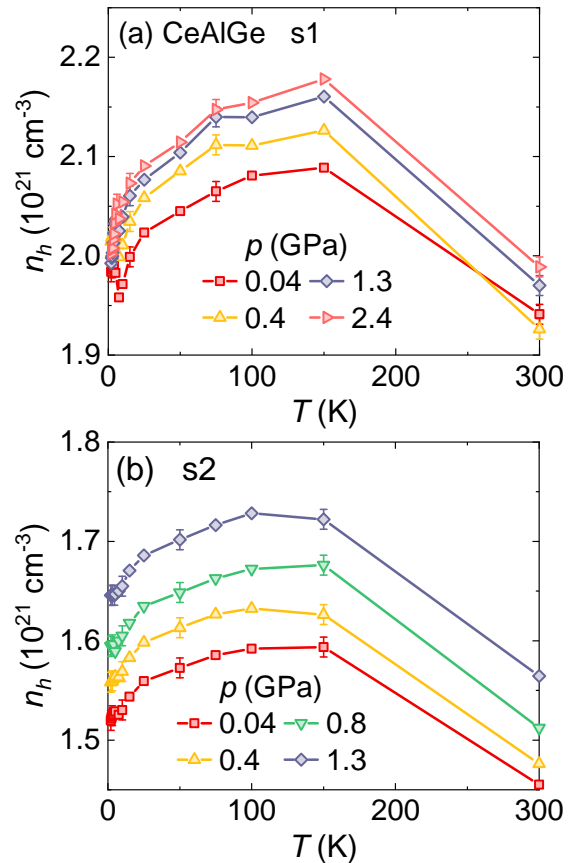 (a) CeAlGe s1
2.2
2.1
2.0
1.9
n_h (10^21 cm^-3)
p (GPa)
0.04 1.3
0.4 2.4
0 100 200 300
T (K)
(b) s2
1.8
1.7
1.6
1.5
n_h (10^21 cm^-3)
p (GPa)
0.04 0.8
0.4 1.3
0 100 200 300
T (K)